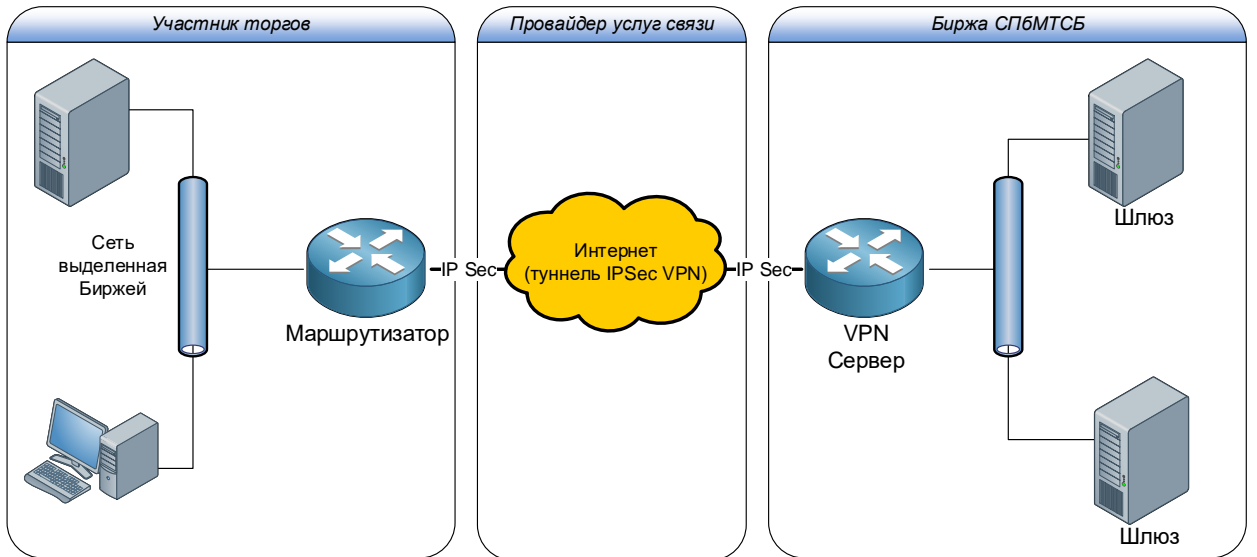 Участник торгов
Провайдер услуг связи
Биржа СПбМТСБ
Сеть
выделенная
Биржей
Маршрутизатор
IP Sec
Интернет
(туннель IPSec VPN)
IP Sec
VPN
Сервер
Шлюз
Шлюз